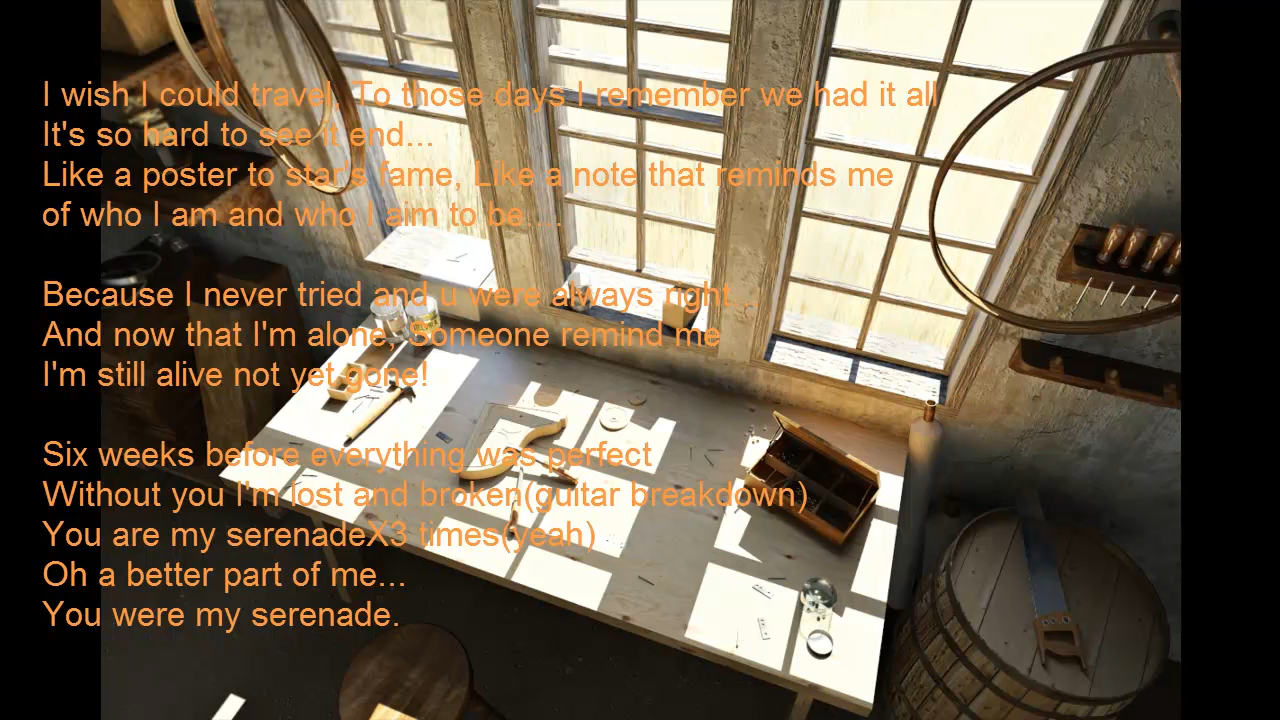 I wish I could travel, To those days I remember we had it all
It's so hard to see it end...
Like a poster to star's fame, Like a note that reminds me
of who I am and who I aim to be....
Because I never tried and u were always right...
And now that I'm alone, Someone remind me
I'm still alive not yet gone!
Six weeks before everything was perfect
Without you I'm lost and broken(guitar breakdown)
You are my serenadeX3 times(yeah)
Oh a better part of me...
You were my serenade.